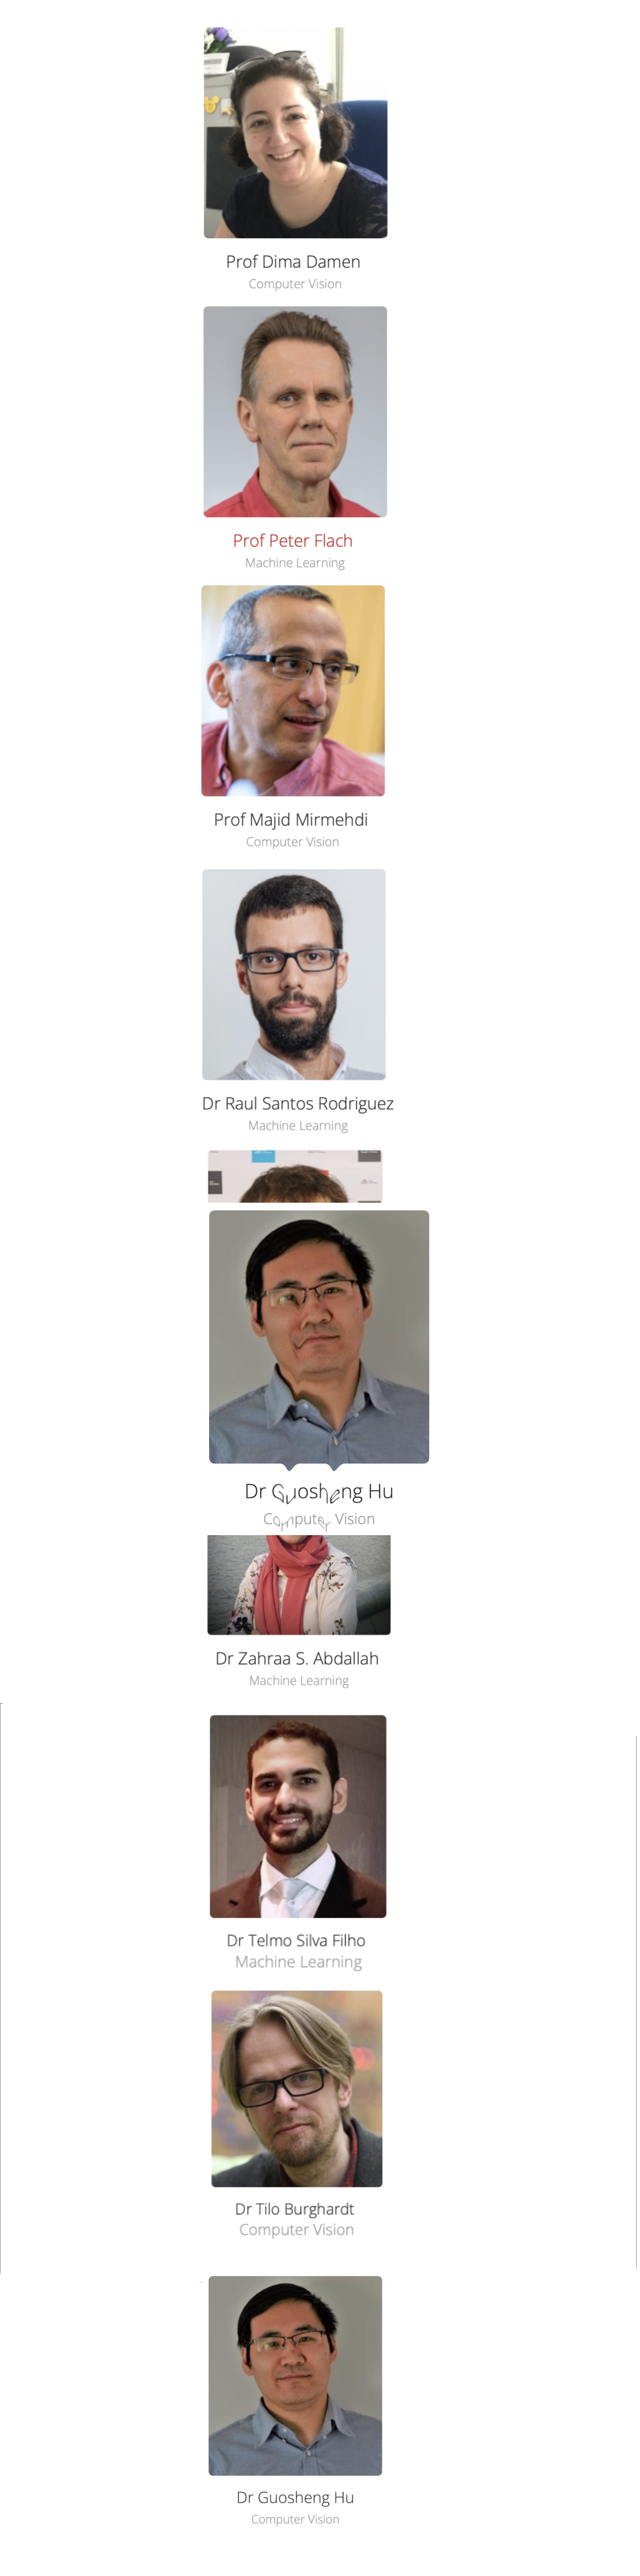 Prof Dima Damen
Computer Vision
Prof Peter Flach
Machine Learning
Prof Majid Mirmehdi
Computer Vision
Dr Raul Santos Rodriguez
Machine Learning
Dr Guosheng Hu
Computer Vision
Dr Zahraa S. Abdallah
Machine Learning
Dr Telmo Silva Filho
Machine Learning
Dr Tilo Burghardt
Computer Vision
Dr Guosheng Hu
Computer Vision